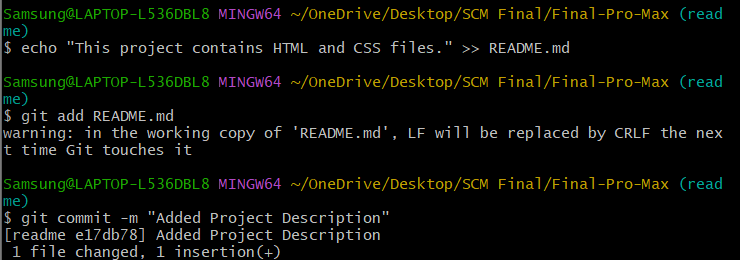 Samsung@LAPTOP-L536DBL8 MINGW64 ~/OneDrive/Desktop/SCM Final/Final-Pro-Max (read
me)
$ echo "This project contains HTML and CSS files." >> README.md
Samsung@LAPTOP-L536DBL8 MINGW64 ~/OneDrive/Desktop/SCM Final/Final-Pro-Max (read
me)
$ git add README.md
warning: in the working copy of 'README.md', LF will be replaced by CRLF the nex
t time Git touches it
Samsung@LAPTOP-L536DBL8 MINGW64 ~/OneDrive/Desktop/SCM Final/Final-Pro-Max (read
me)
$ git commit -m "Added Project Description"
[readme e17db78] Added Project Description
 1 file changed, 1 insertion(+)